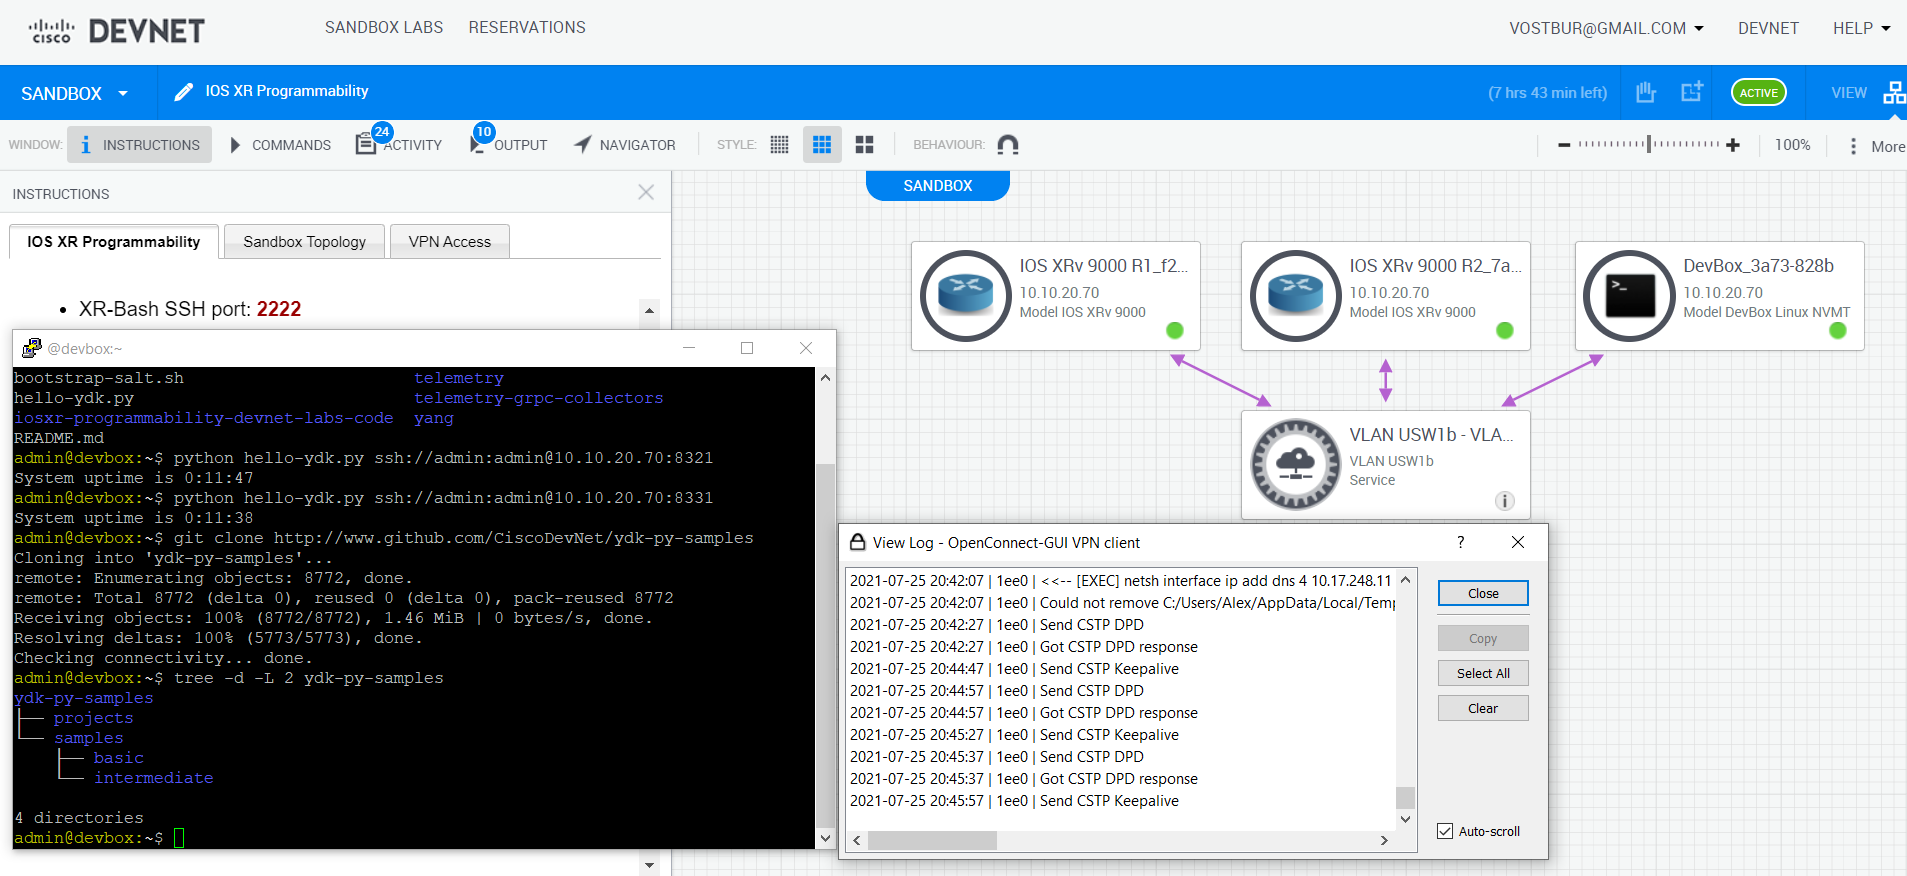 cisco DEVNET
SANDBOX LABS RESERVATIONS
VOSTBUR@GMAIL.COM DEVNET HELP
SANDBOX IOS XR Programmability
(7 hrs 43 min left) ACTIVE VIEW
WINDOW: INSTRUCTIONS COMMANDS 24 ACTIVITY 10 OUTPUT NAVIGATOR STYLE: BEHAVIOUR: 100% More
INSTRUCTIONS
IOS XR Programmability Sandbox Topology VPN Access
• XR-Bash SSH port: 2222
@devbox:~
bootstrap-salt.sh telemetry
hello-ydk.py telemetry-grpc-collectors
iosxr-programmability-devnet-labs-code yang
README.md
admin@devbox:~$ python hello-ydk.py ssh://admin:admin@10.10.20.70:8321
System uptime is 0:11:47
admin@devbox:~$ python hello-ydk.py ssh://admin:admin@10.10.20.70:8331
System uptime is 0:11:38
admin@devbox:~$ git clone http://www.github.com/CiscoDevNet/ydk-py-samples
Cloning into 'ydk-py-samples'...
remote: Enumerating objects: 8772, done.
remote: Total 8772 (delta 0), reused 0 (delta 0), pack-reused 8772
Receiving objects: 100% (8772/8772), 1.46 MiB | 0 bytes/s, done.
Resolving deltas: 100% (5773/5773), done.
Checking connectivity... done.
admin@devbox:~$ tree -d -L 2 ydk-py-samples
ydk-py-samples
├── projects
└── samples
    ├── basic
    └── intermediate
4 directories
admin@devbox:~$
SANDBOX
IOS XRv 9000 R1_f2...
10.10.20.70
Model IOS XRv 9000
IOS XRv 9000 R2_7a...
10.10.20.70
Model IOS XRv 9000
>_
DevBox_3a73-828b
10.10.20.70
Model DevBox Linux NVMT
VLAN USW1b - VLA...
VLAN USW1b
Service
i
View Log - OpenConnect-GUI VPN client ?
2021-07-25 20:42:07 | 1ee0 | <<-- [EXEC] netsh interface ip add dns 4 10.17.248.11
2021-07-25 20:42:07 | 1ee0 | Could not remove C:/Users/Alex/AppData/Local/Temp
2021-07-25 20:42:27 | 1ee0 | Send CSTP DPD
2021-07-25 20:42:27 | 1ee0 | Got CSTP DPD response
2021-07-25 20:44:47 | 1ee0 | Send CSTP Keepalive
2021-07-25 20:44:57 | 1ee0 | Send CSTP DPD
2021-07-25 20:44:57 | 1ee0 | Got CSTP DPD response
2021-07-25 20:45:27 | 1ee0 | Send CSTP Keepalive
2021-07-25 20:45:37 | 1ee0 | Send CSTP DPD
2021-07-25 20:45:37 | 1ee0 | Got CSTP DPD response
2021-07-25 20:45:57 | 1ee0 | Send CSTP Keepalive
Close
Copy
Select All
Clear
Auto-scroll